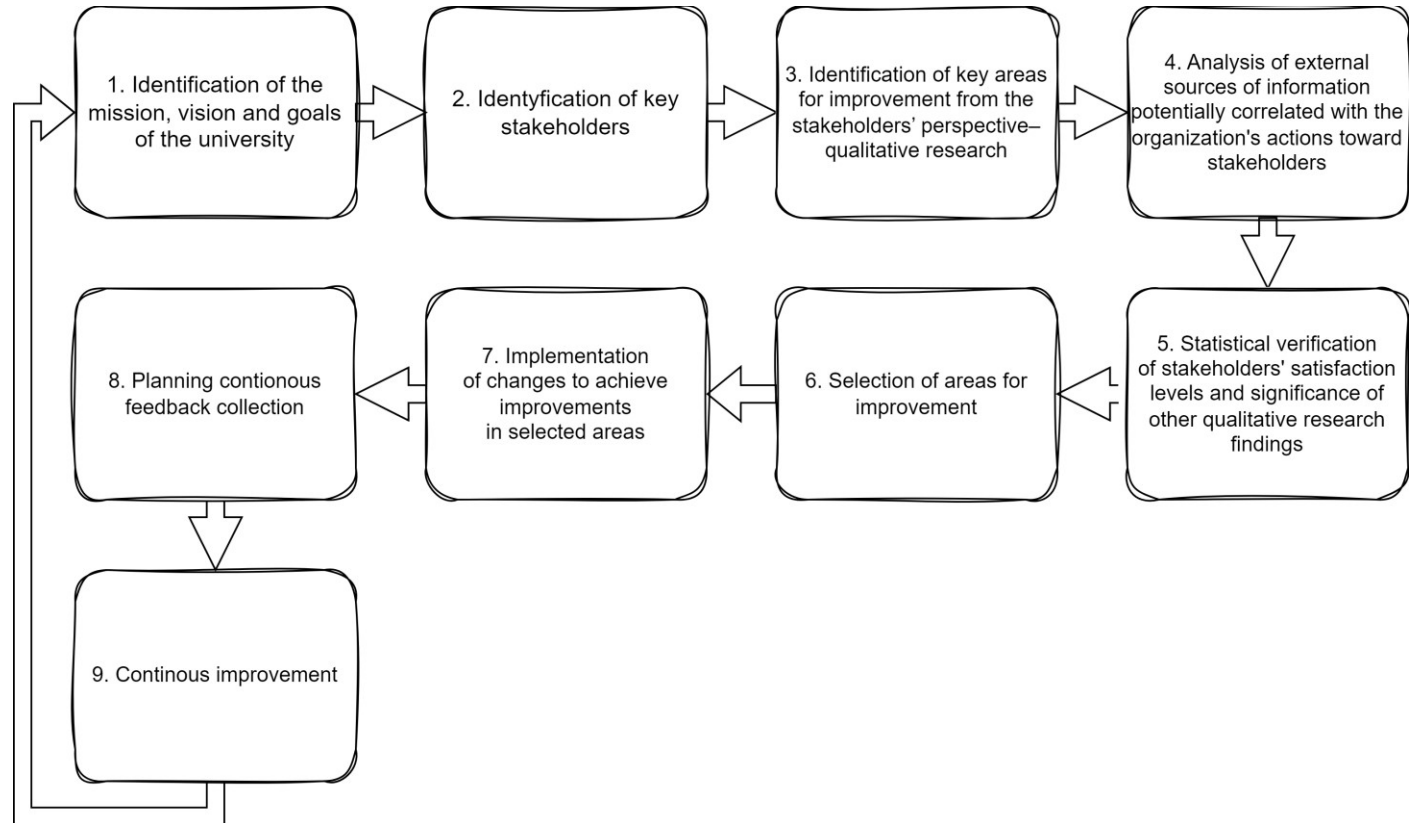 1. Identification of the
mission, vision and goals
of the university
2. Identyfication of key
stakeholders
3. Identification of key areas
for improvement from the
stakeholders’ perspective–
qualitative research
4. Analysis of external
sources of information
potentially correlated with the
organization's actions toward
stakeholders
5. Statistical verification
of stakeholders' satisfaction
levels and significance of
other qualitative research
findings
6. Selection of areas for
improvement
7. Implementation
of changes to achieve
improvements
in selected areas
8. Planning contionous
feedback collection
9. Continous improvement